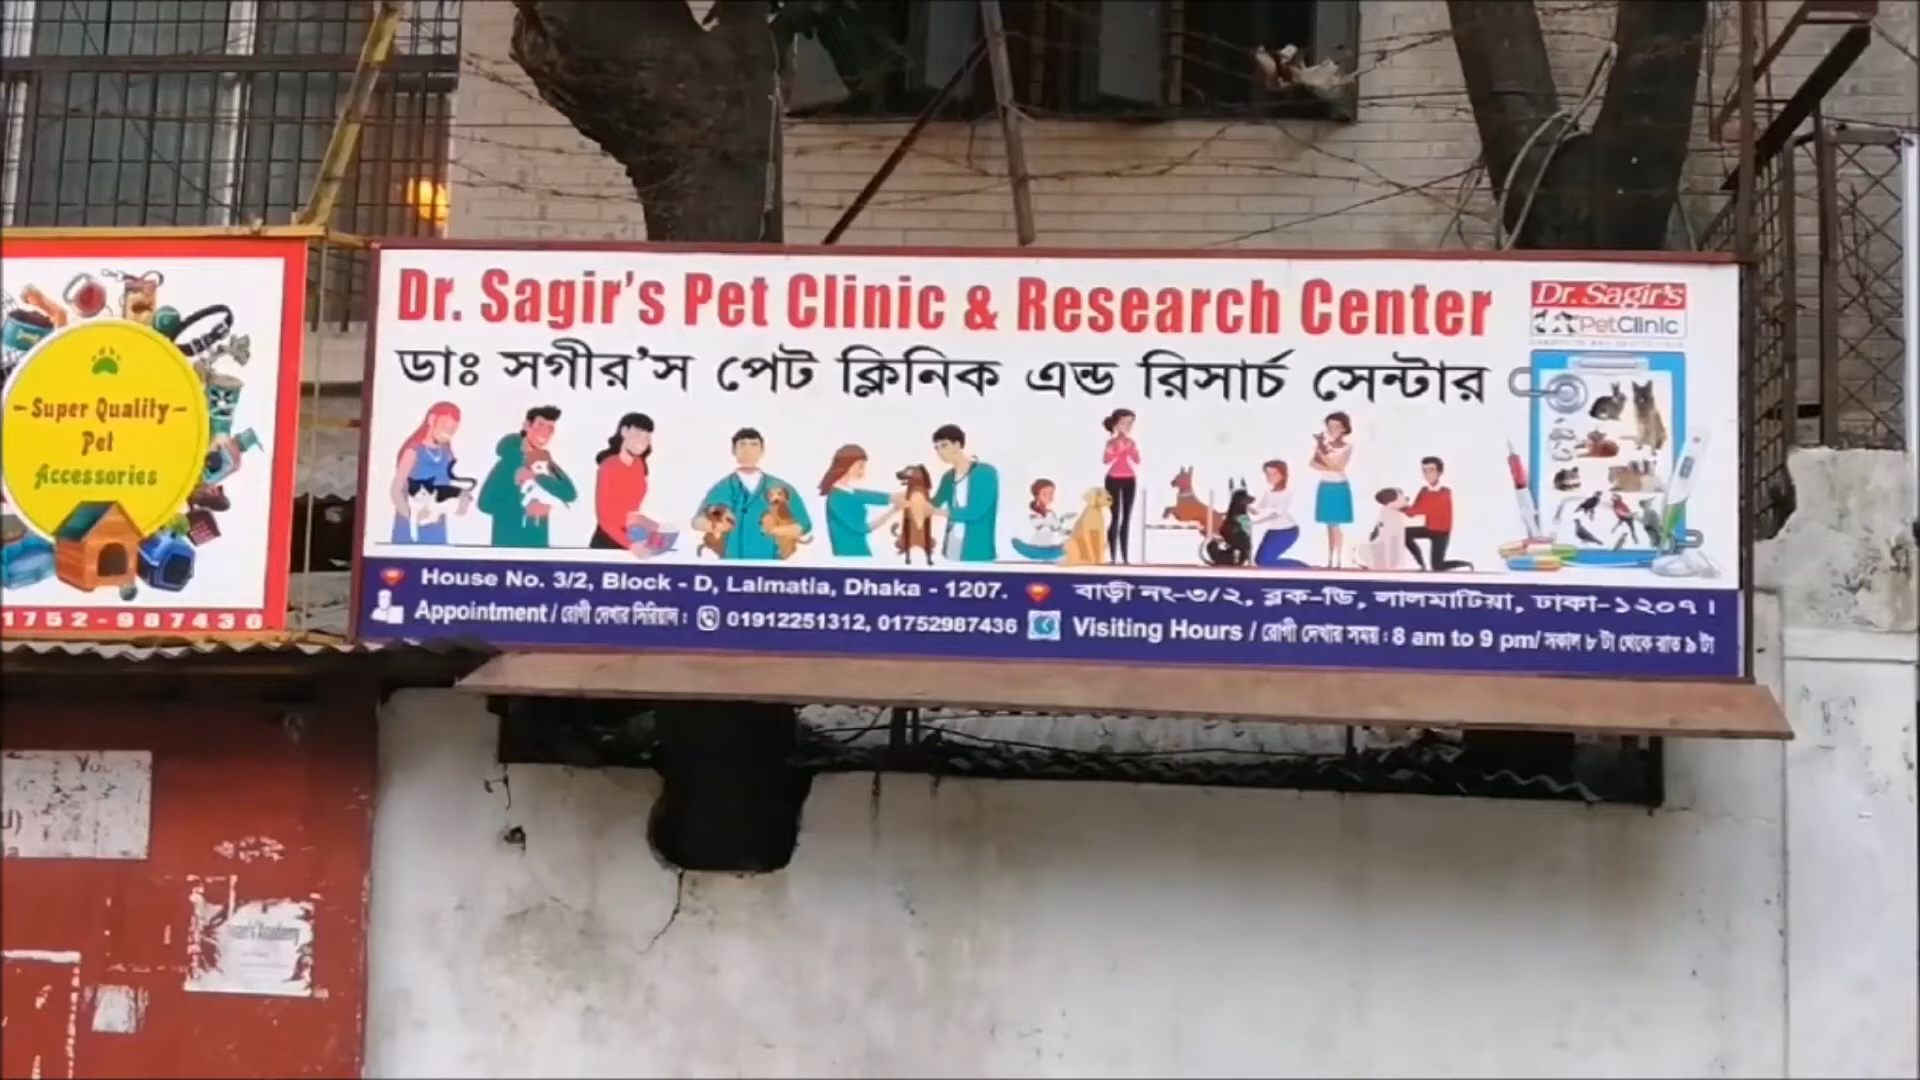 Super Quality
Pet
Accessories
1752-987436
Dr. Sagir's Pet Clinic & Research Center
ডাঃ সগীর'স পেট ক্লিনিক এন্ড রিসার্চ সেন্টার
Dr. Sagir's
PetClinic
House No. 3/2, Block - D, Lalmatia, Dhaka - 1207.
বাড়ী নং-৩/২, ব্লক-ডি, লালমাটিয়া, ঢাকা-১২০৭।
Appointment / রোগী দেখার সিরিয়াল : 01912251312, 01752987436
Visiting Hours / রোগী দেখার সময় : 8 am to 9 pm/ সকাল ৮ টা থেকে রাত ৯ টা
Academy